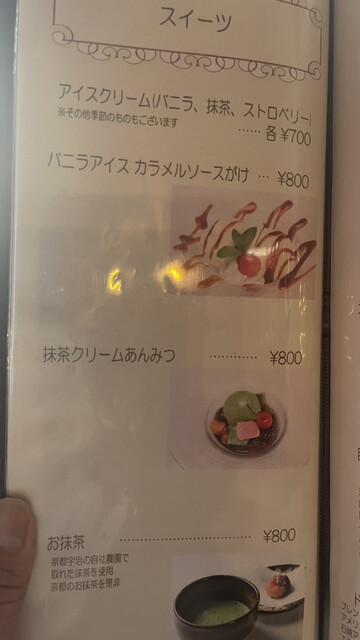 スイーツ
アイスクリーム(バニラ、抹茶、ストロベリー)
※その他季節のものもございます
…… 各 ¥700
バニラアイス カラメルソースがけ … ¥800
抹茶クリームあんみつ ………… ¥800
お抹茶 ………………………… ¥800
京都宇治の自社農園で
取れた抹茶を使用
京都のお抹茶を是非